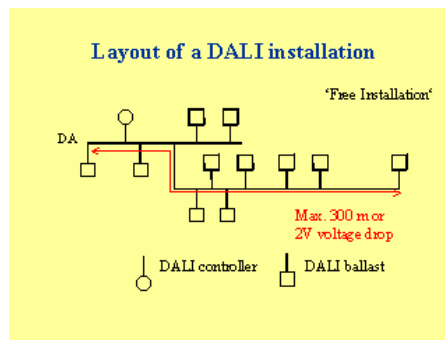 Layout of a DALI installation
‘Free Installation‘
DA
Max. 300 m or
2V voltage drop
DALI controller
DALI ballast